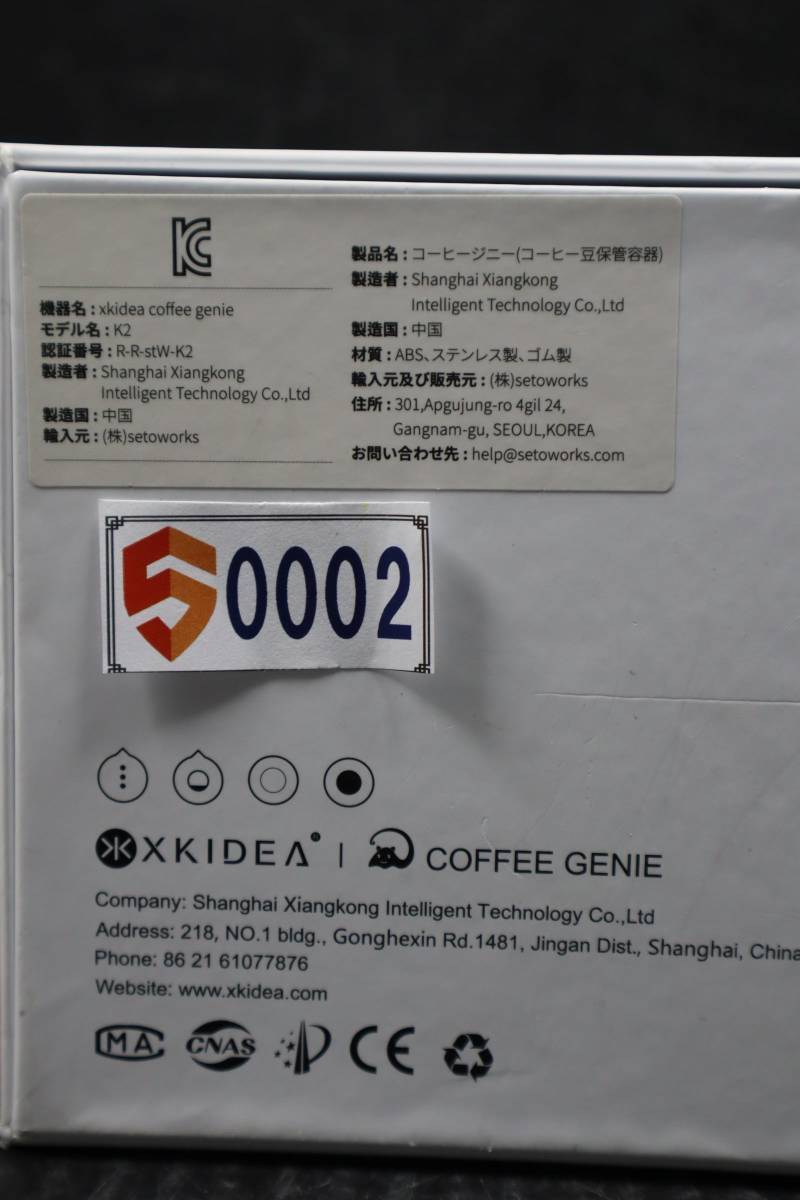 機器名 : xkidea coffee genie
モデル名 : K2
認証番号 : R-R-stW-K2
製造者 : Shanghai Xiangkong
Intelligent Technology Co.,Ltd
製造国 : 中国
輸入元 : (株)setoworks
製品名 : コーヒージニー(コーヒー豆保管容器)
製造者 : Shanghai Xiangkong
Intelligent Technology Co.,Ltd
製造国 : 中国
材質 : ABS、ステンレス製、ゴム製
輸入元及び販売元 : (株)setoworks
住所 : 301,Apgujung-ro 4gil 24,
Gangnam-gu, SEOUL,KOREA
お問い合わせ先 : help@setoworks.com
S0002
XKIDEA | COFFEE GENIE
Company: Shanghai Xiangkong Intelligent Technology Co.,Ltd
Address: 218, NO.1 bldg., Gonghexin Rd.1481, Jingan Dist., Shanghai, China
Phone: 86 21 61077876
Website: www.xkidea.com
MA CNAS CE